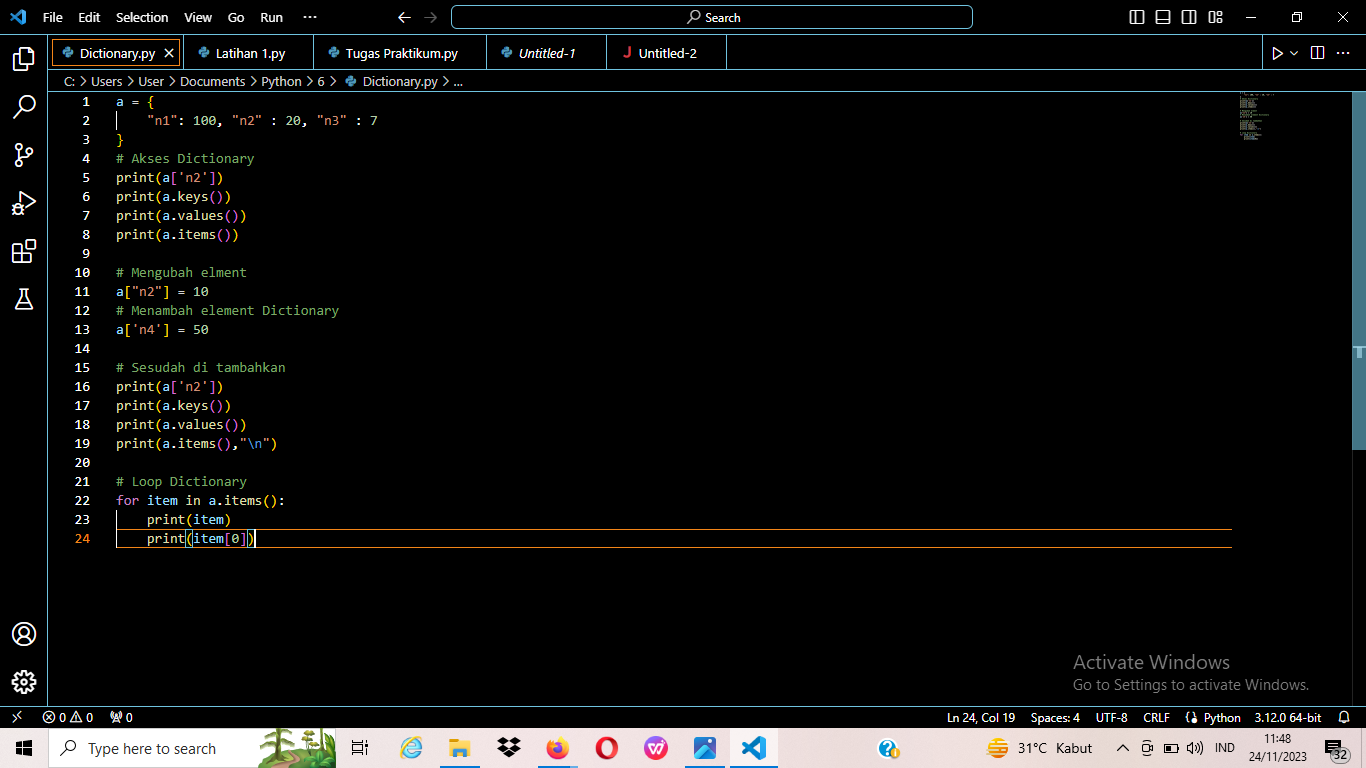 File Edit Selection View Go Run ··· Search
Dictionary.py Latihan 1.py Tugas Praktikum.py Untitled-1 J Untitled-2
C: > Users > User > Documents > Python > 6 > Dictionary.py > ...
1 a = {
2 "n1": 100, "n2" : 20, "n3" : 7
3 }
4 # Akses Dictionary
5 print(a['n2'])
6 print(a.keys())
7 print(a.values())
8 print(a.items())
9
10 # Mengubah elment
11 a["n2"] = 10
12 # Menambah element Dictionary
13 a['n4'] = 50
14
15 # Sesudah di tambahkan
16 print(a['n2'])
17 print(a.keys())
18 print(a.values())
19 print(a.items(),"\n")
20
21 # Loop Dictionary
22 for item in a.items():
23 print(item)
24 print(item[0])
Activate Windows
Go to Settings to activate Windows.
0 0 0 Ln 24, Col 19 Spaces: 4 UTF-8 CRLF Python 3.12.0 64-bit
Type here to search 31°C Kabut IND 11:48
24/11/2023 32